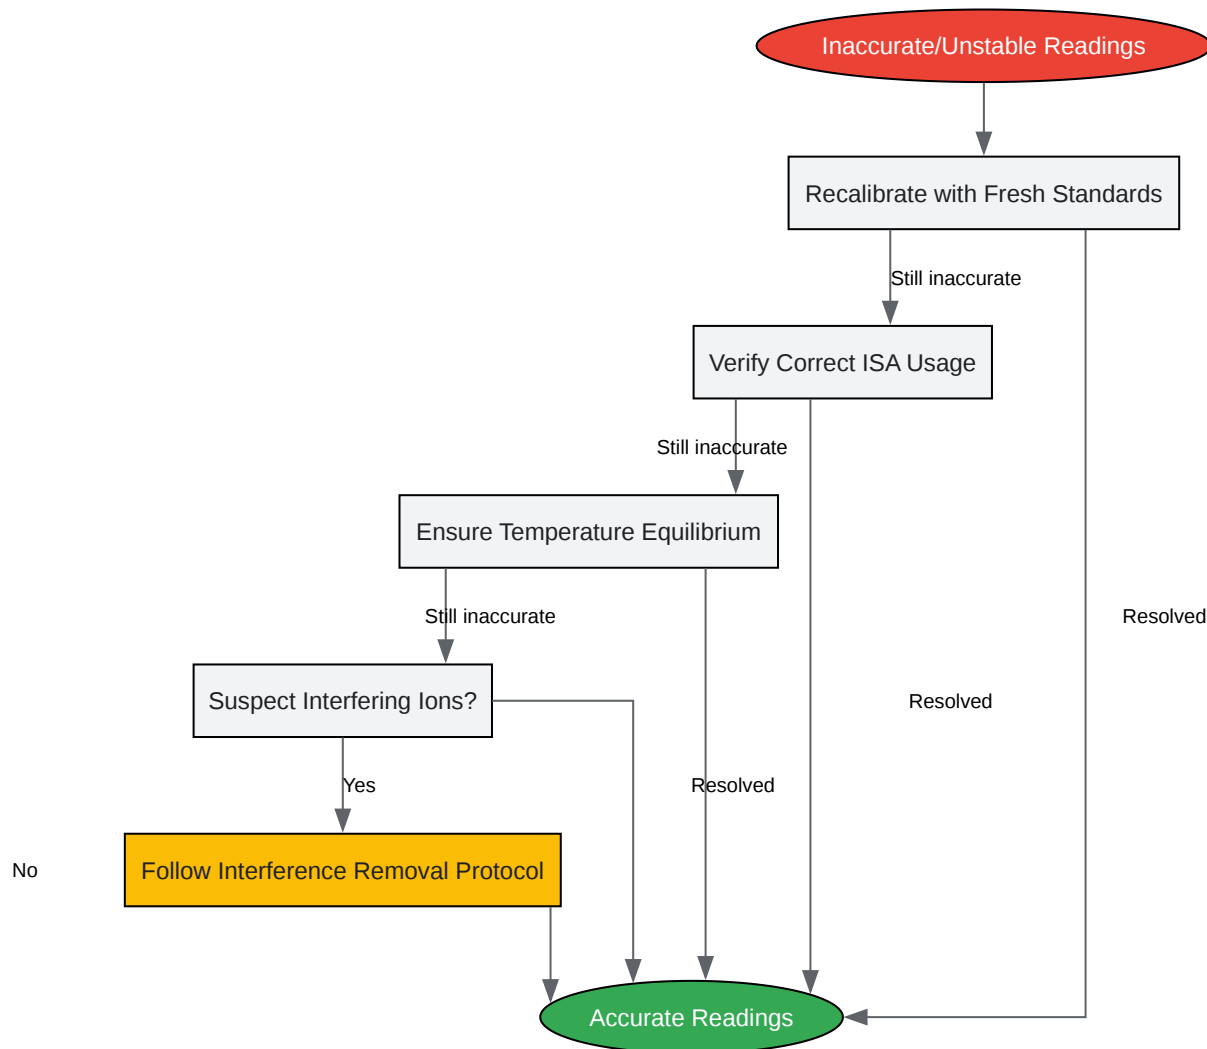 Inaccurate/Unstable Readings
Recalibrate with Fresh Standards
Still inaccurate
Verify Correct ISA Usage
Still inaccurate
Ensure Temperature Equilibrium
Still inaccurate
Resolved
Suspect Interfering Ions?
Resolved
Yes
Resolved
No
Follow Interference Removal Protocol
Accurate Readings